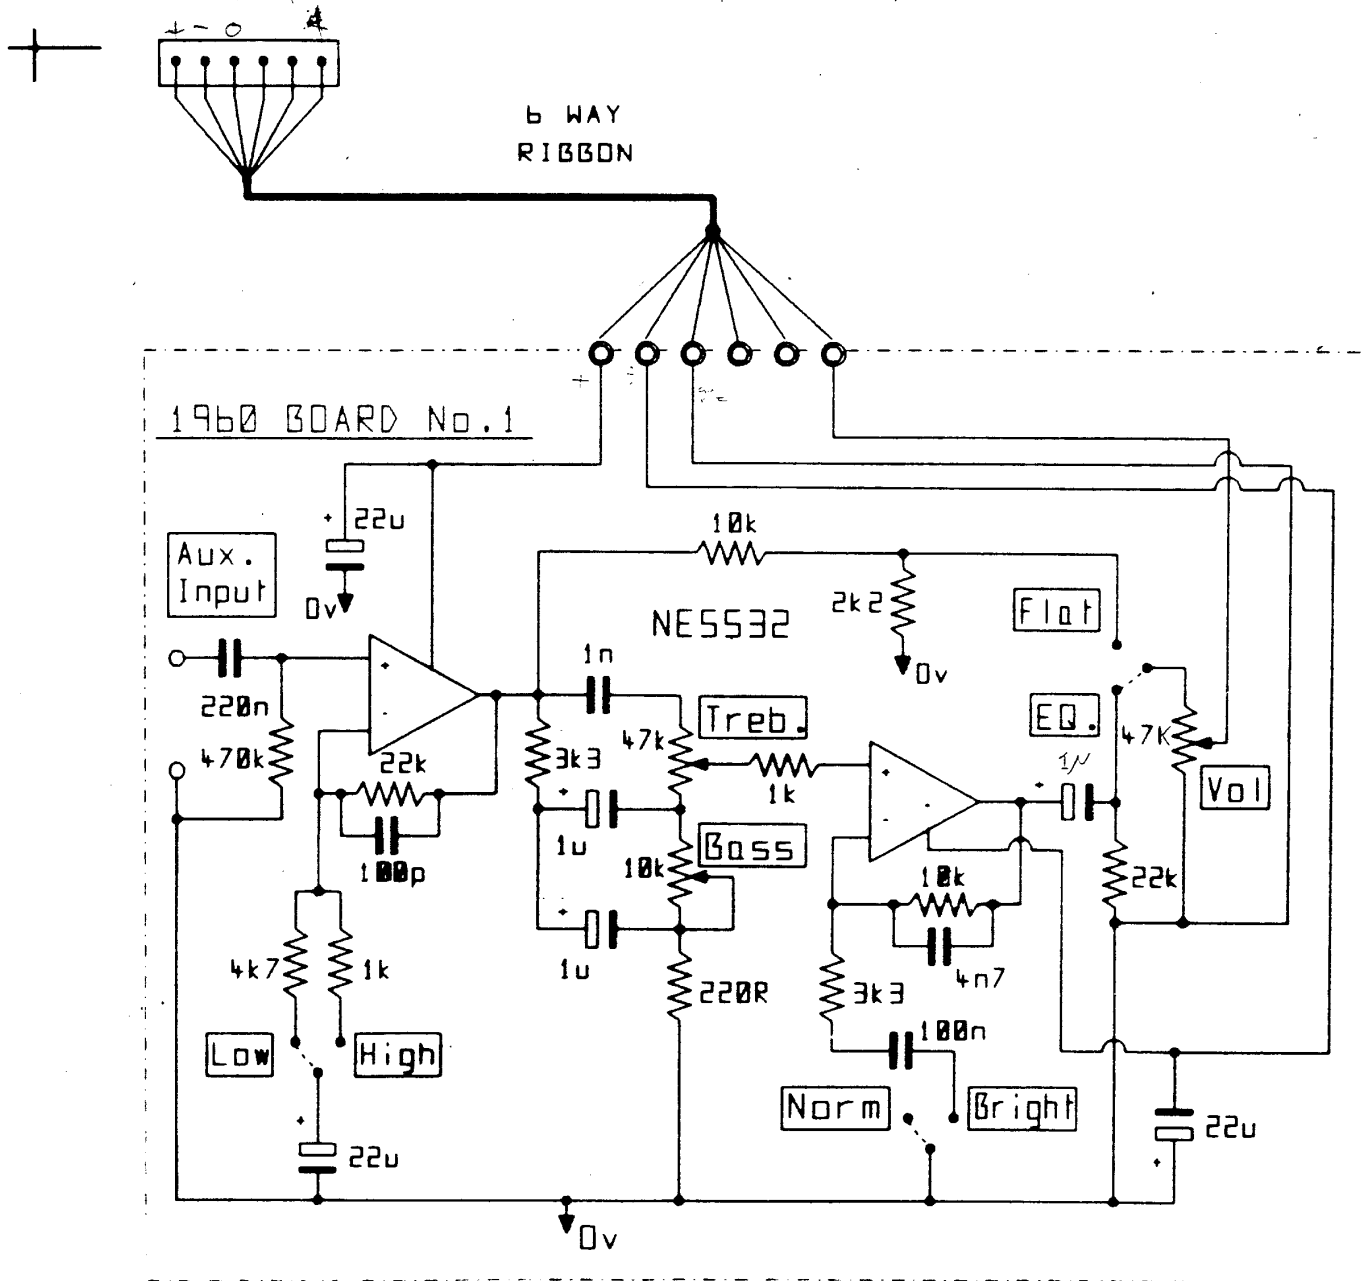 + - 0
6 WAY
RIBBON
+
1960 BOARD No.1
+ 22u
10k
Aux.
Input
0v
2k2
Flat
NE5532
+
1n
0v
220n
-
Treb.
EQ.
470k
22k
3k3
47k
47K
1k
+
-
+
1u
Vol
+
1u
Bass
100p
10k
10k
22k
+
1u
4k7
1k
220R
3k3
4n7
100n
Low
High
Norm
Bright
+
22u
22u
+
0v